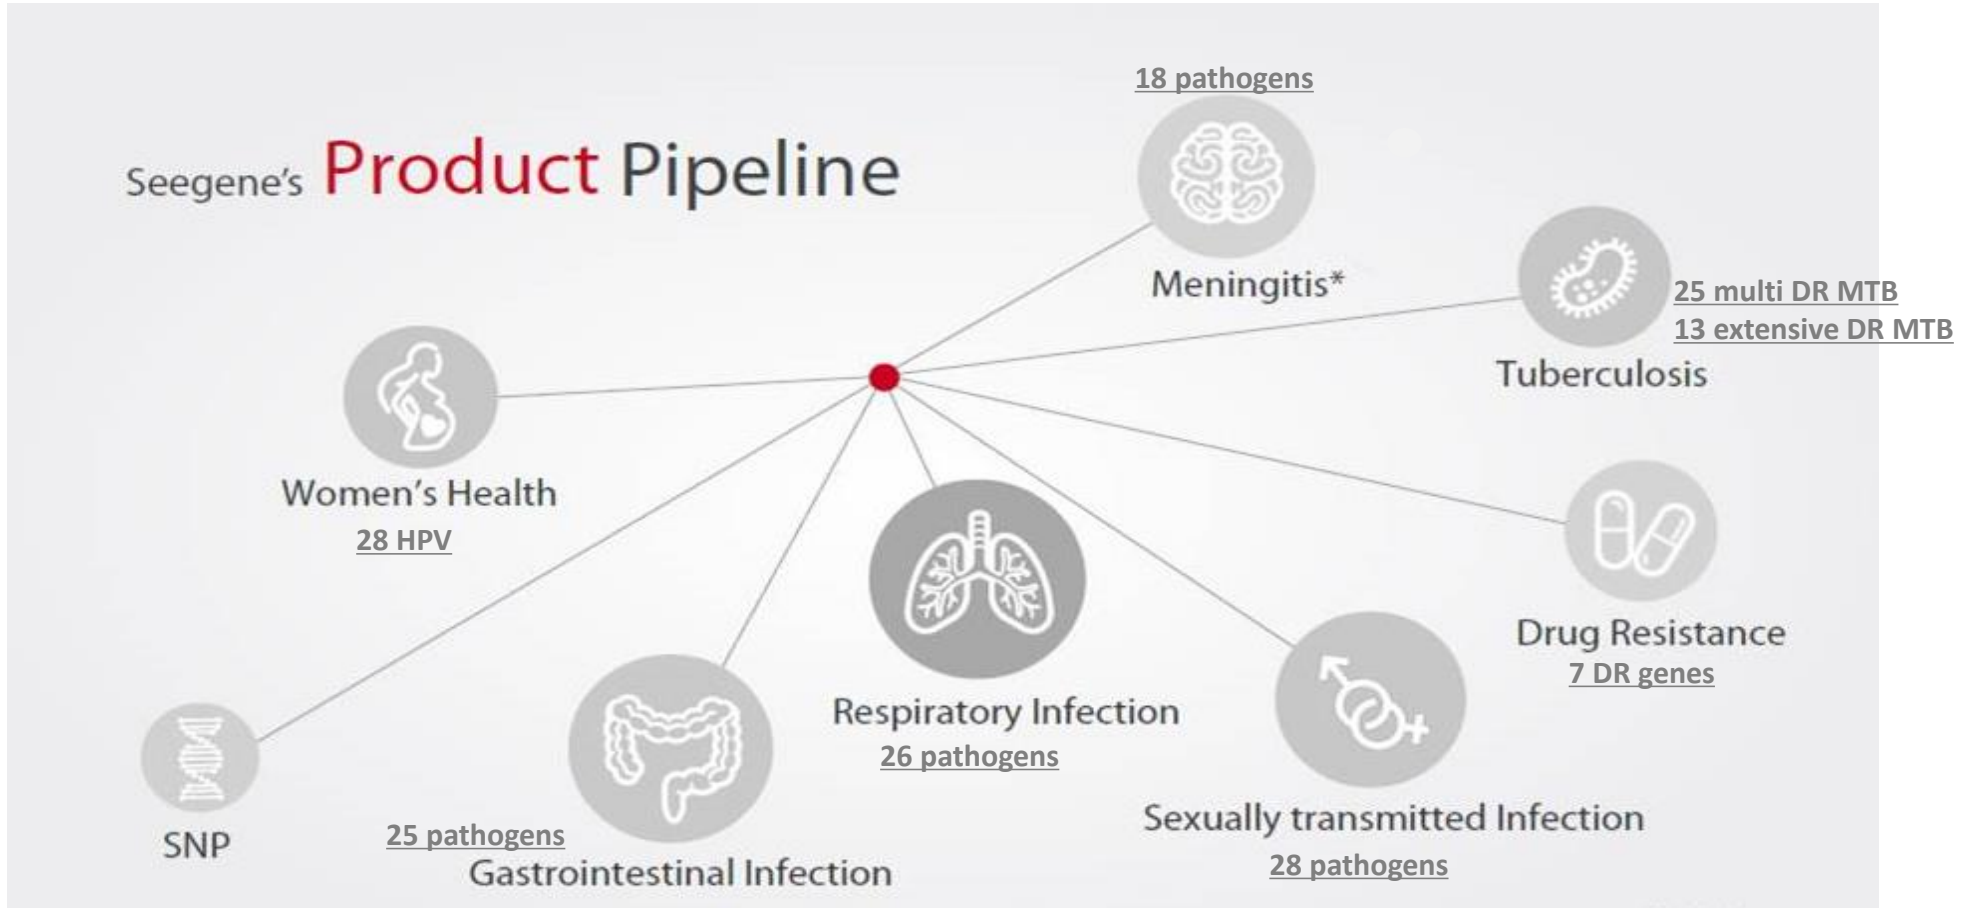 18 pathogens
Seegene's Product Pipeline
Meningitis*
25 multi DR MTB
13 extensive DR MTB
Tuberculosis
Women's Health
28 HPV
Drug Resistance
7 DR genes
Respiratory Infection
26 pathogens
Sexually transmitted Infection
28 pathogens
SNP
25 pathogens
Gastrointestinal Infection